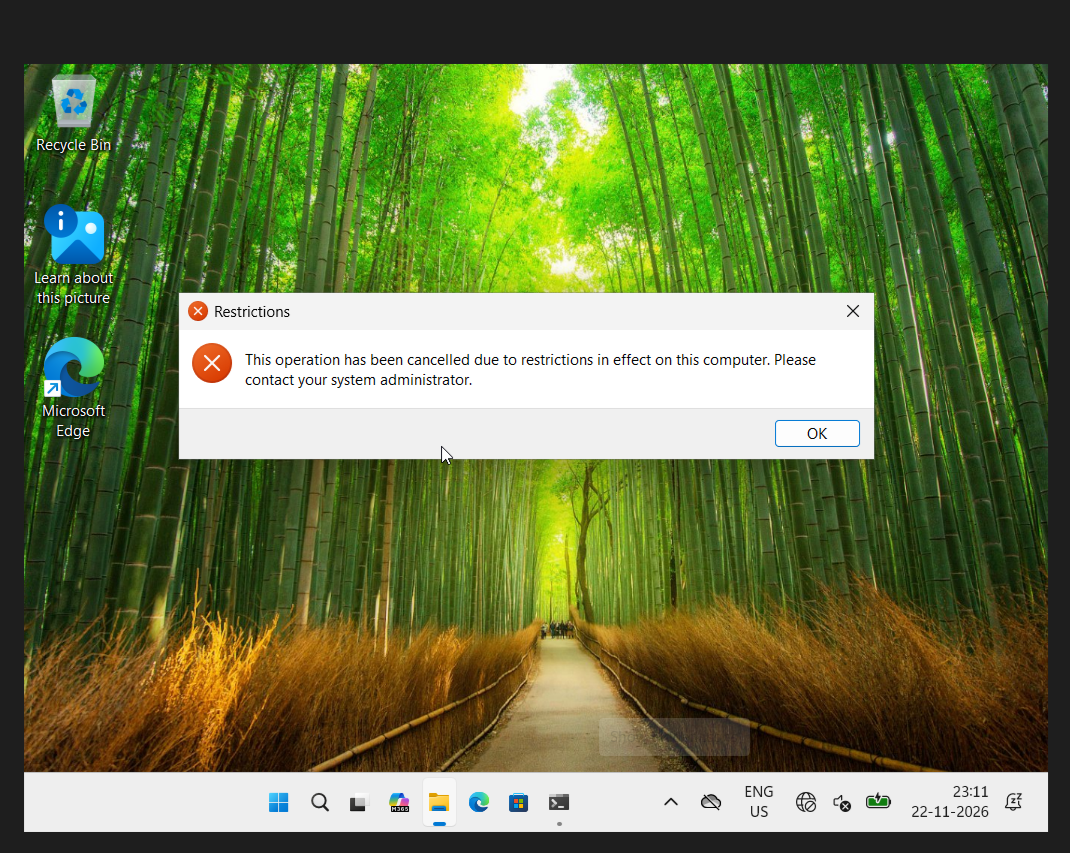 Recycle Bin
Learn about
this picture
Microsoft
Edge
Restrictions
This operation has been cancelled due to restrictions in effect on this computer. Please
contact your system administrator.
OK
M365
ENG
US
23:11
22-11-2026